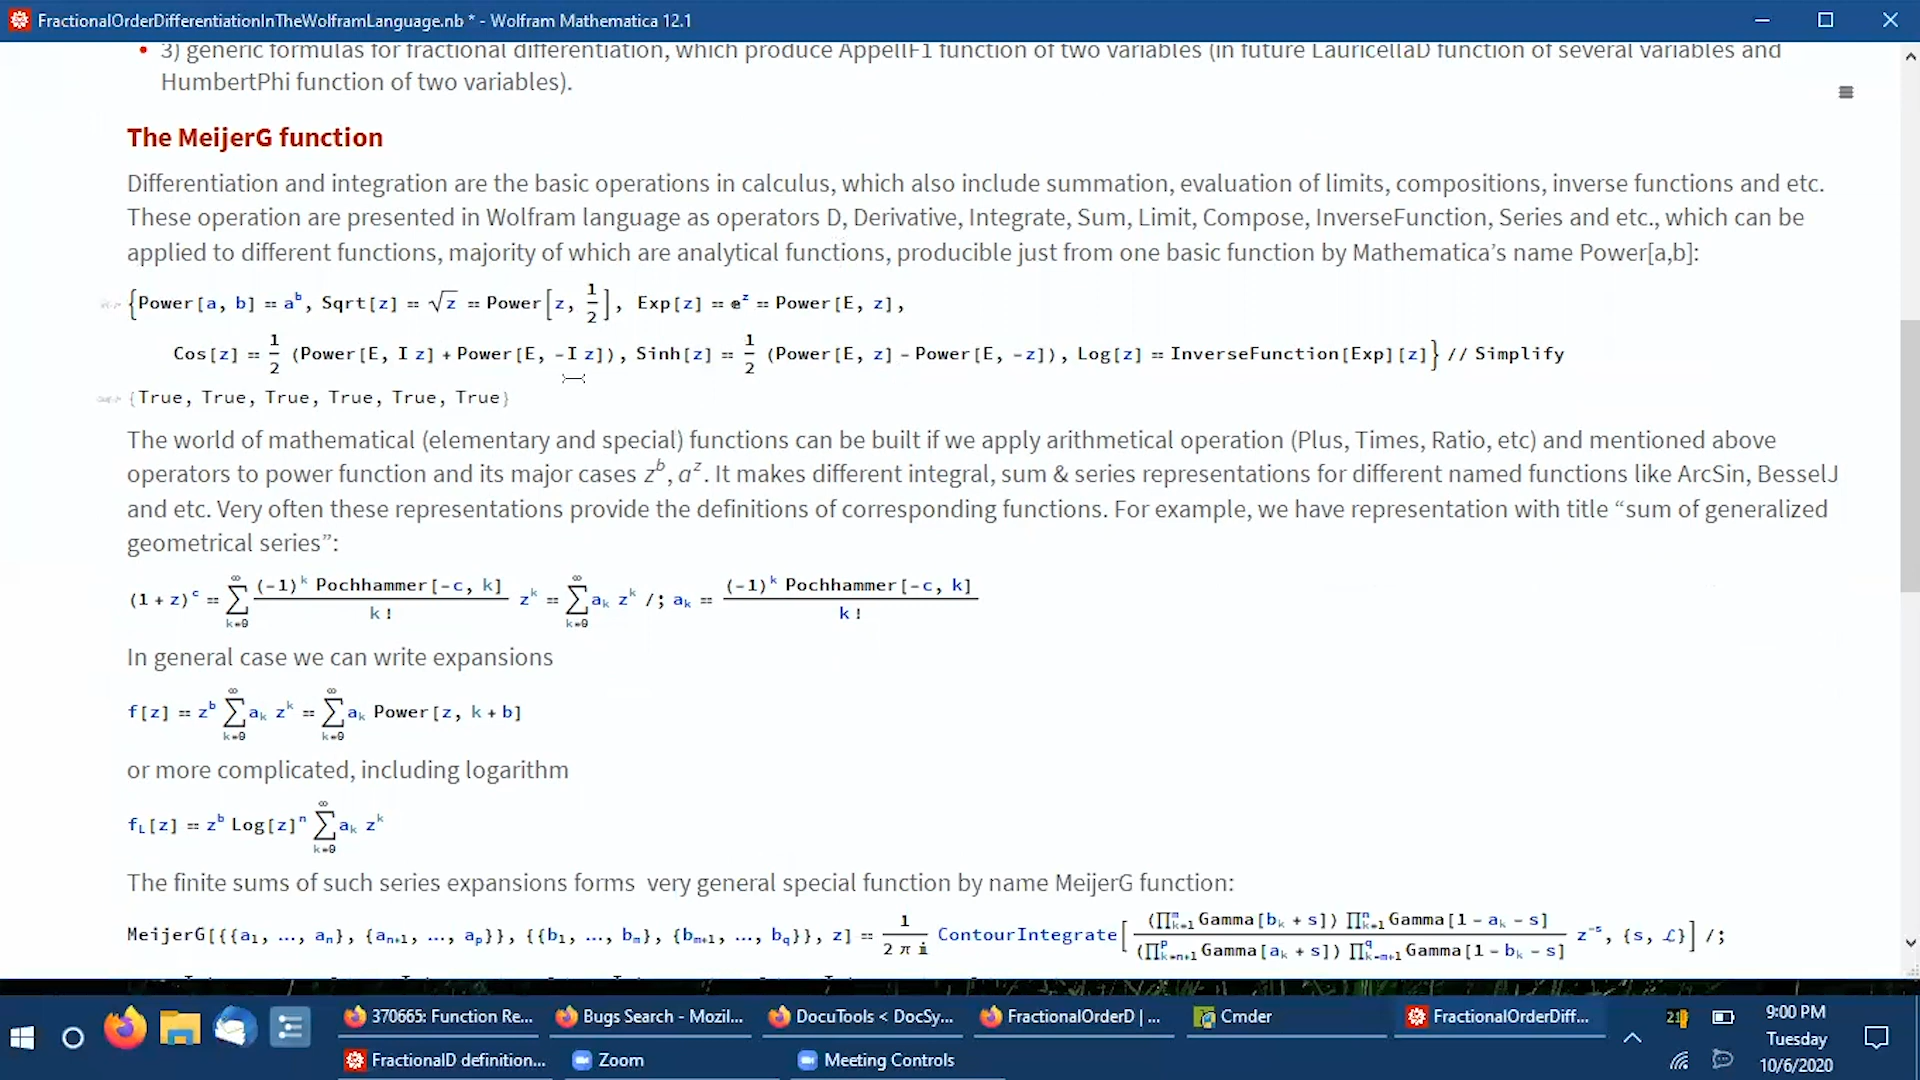 FractionalOrderDifferentiationInTheWolframLanguage.nb * - Wolfram Mathematica 12.1
• 3) generic formulas for fractional differentiation, which produce AppellF1 function of two variables (in future LauricellaD function of several variables and
HumbertPhi function of two variables).
The MeijerG function
Differentiation and integration are the basic operations in calculus, which also include summation, evaluation of limits, compositions, inverse functions and etc.
These operation are presented in Wolfram language as operators D, Derivative, Integrate, Sum, Limit, Compose, InverseFunction, Series and etc., which can be
applied to different functions, majority of which are analytical functions, producible just from one basic function by Mathematica's name Power[a,b]:
{Power[a, b] == a^b, Sqrt[z] == √z == Power[z, 1/2], Exp[z] == e^z == Power[E, z],
Cos[z] == 1/2 (Power[E, I z] + Power[E, -I z]), Sinh[z] == 1/2 (Power[E, z] - Power[E, -z]), Log[z] == InverseFunction[Exp][z]} // Simplify
{True, True, True, True, True, True}
The world of mathematical (elementary and special) functions can be built if we apply arithmetical operation (Plus, Times, Ratio, etc) and mentioned above
operators to power function and its major cases z^b, a^z. It makes different integral, sum & series representations for different named functions like ArcSin, BesselJ
and etc. Very often these representations provide the definitions of corresponding functions. For example, we have representation with title “sum of generalized
geometrical series”:
(1 + z)^c == ∑_{k=0}^∞ (-1)^k Pochhammer[-c, k] / k! z^k == ∑_{k=0}^∞ a_k z^k /; a_k == (-1)^k Pochhammer[-c, k] / k!
In general case we can write expansions
f[z] == z^b ∑_{k=0}^∞ a_k z^k == ∑_{k=0}^∞ a_k Power[z, k + b]
or more complicated, including logarithm
f_L[z] == z^b Log[z]^n ∑_{k=0}^∞ a_k z^k
The finite sums of such series expansions forms very general special function by name MeijerG function:
MeijerG[{{a_1, …, a_n}, {a_{n+1}, …, a_p}}, {{b_1, …, b_m}, {b_{m+1}, …, b_q}}, z] == 1/(2 π i) ContourIntegrate[(∏_{k=1}^m Gamma[b_k + s]) ∏_{k=1}^n Gamma[1 - a_k - s] / (∏_{k=n+1}^p Gamma[a_k + s]) ∏_{k=m+1}^q Gamma[1 - b_k - s] z^{-s}, {s, ℒ}] /;
370665: Function Re...
Bugs Search - Mozil...
DocuTools < DocSy...
FractionalOrderD | ...
Cmder
FractionalOrderDiff...
FractionalD definition...
Zoom
Meeting Controls
21
9:00 PM
Tuesday
10/6/2020